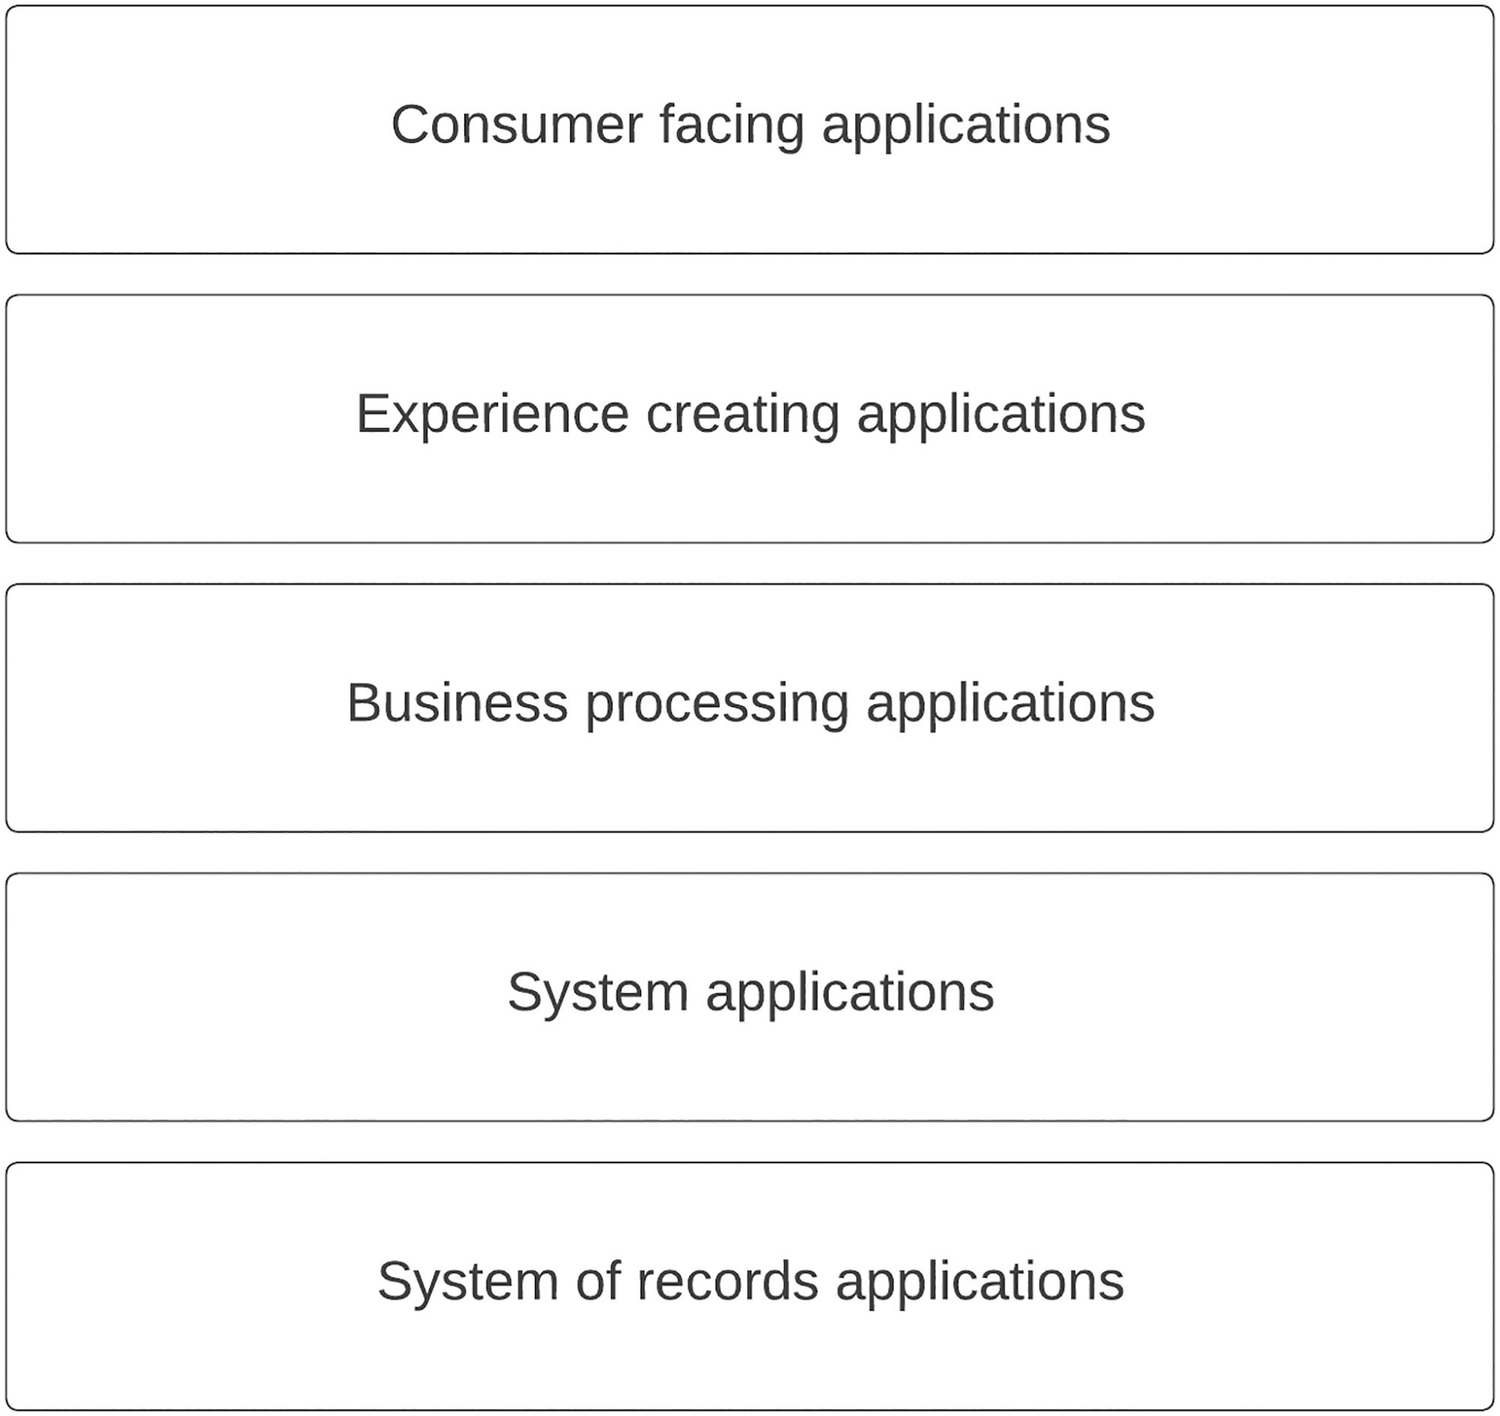 Consumer facing applications
Experience creating applications
Business processing applications
System applications
System of records applications